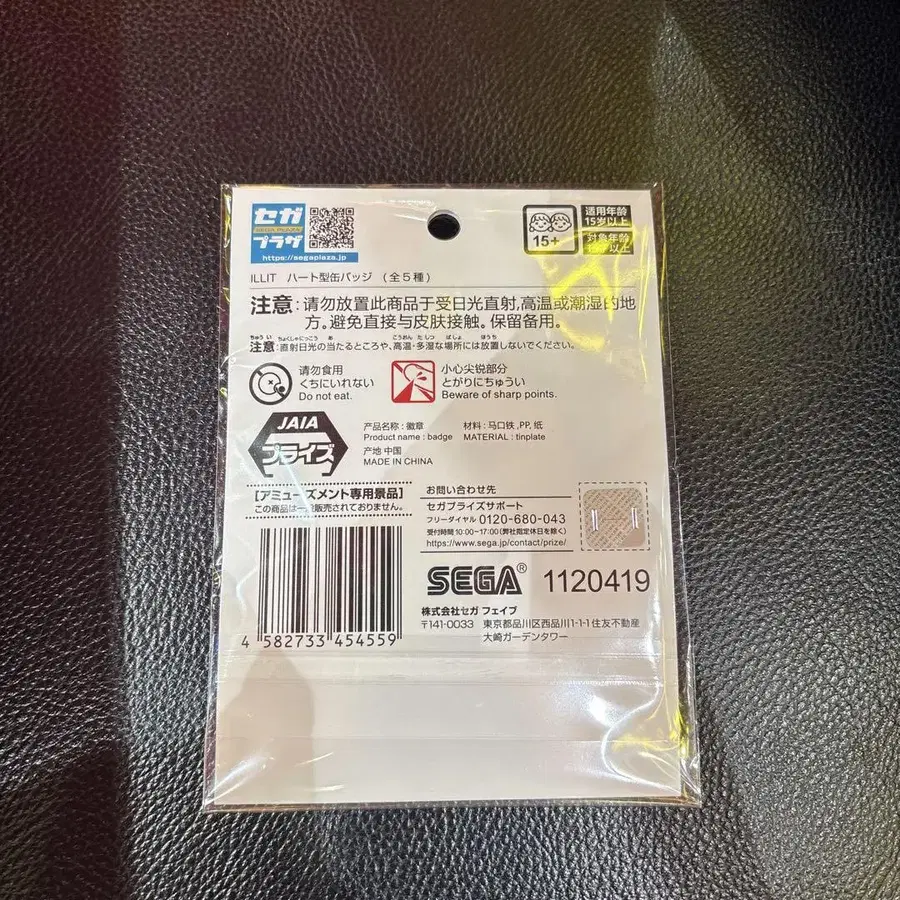 セガ
SEGA PLAZA
プラザ
https://segaplaza.jp/
15+
适用年龄
15岁以上
対象年齢
ILLIT ハート型缶バッジ (全5種)
注意:请勿放置此商品于受日光直射,高温或潮湿的地
方。避免直接与皮肤接触。保留备用。
注意:直射日光の当たるところや、高温・多湿な場所には放置しないでください。
请勿食用
くちにいれない
Do not eat.
小心尖锐部分
とがりにちゅうい
Beware of sharp points.
JAIA
プライズ
产品名称:徽章
Product name : badge
产地 中国
MADE IN CHINA
材料:马口铁,PP,纸
MATERIAL : tinplate
[アミューズメント専用景品]
この商品は一般販売されておりません。
お問い合わせ先
セガプライズサポート
フリーダイヤル 0120-680-043
受付時間10:00~17:00(弊社指定休日を除く)
https://www.sega.jp/contact/prize/
4 582733 454559
SEGA® 1120419
株式会社セガ フェイブ
〒141-0033 東京都品川区西品川1-1-1住友不動産
大崎ガーデンタワー